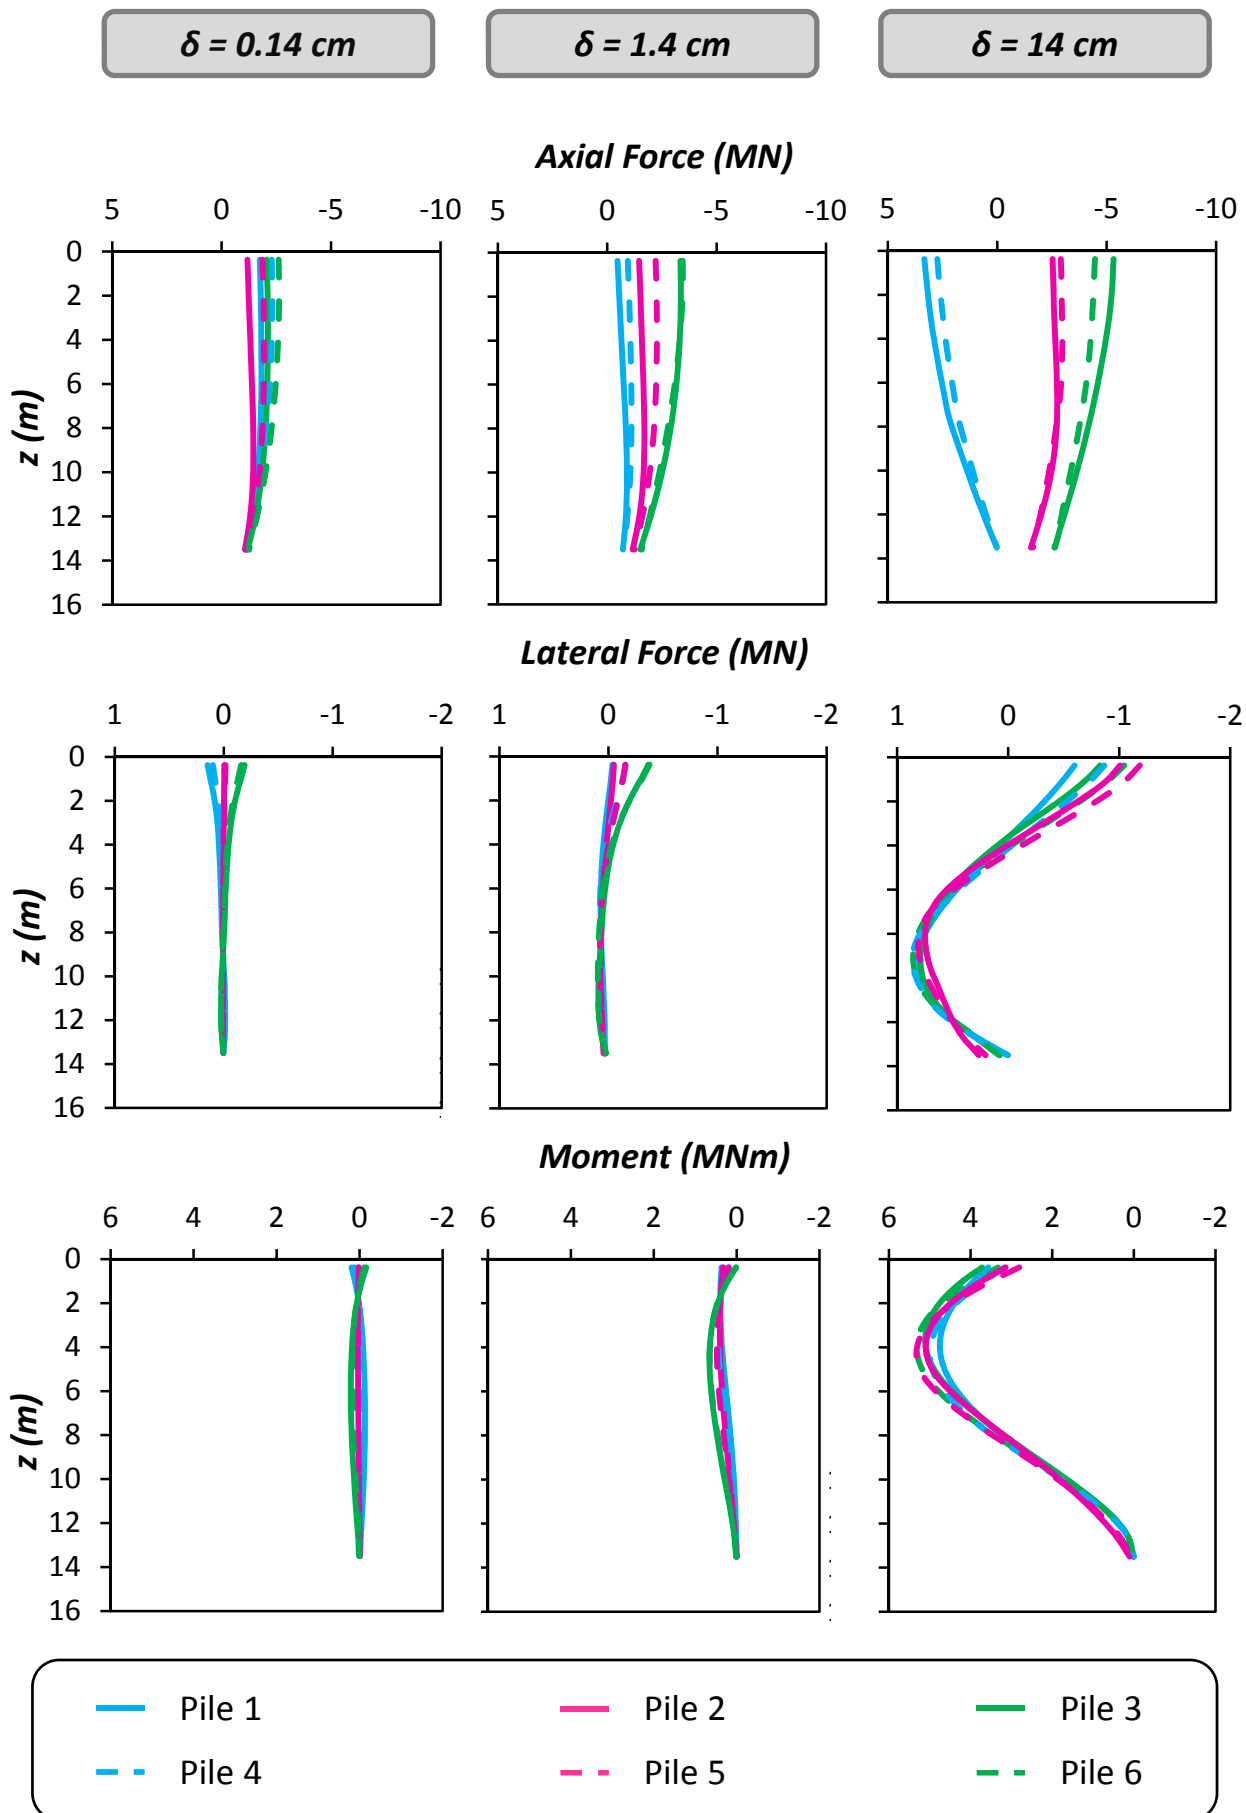 δ = 0.14 cm δ = 1.4 cm δ = 14 cm
Axial Force (MN)
5 0 -5 -10 5 0 -5 -10 5 0 -5 -10
0
2
4
6
8
10
12
14
16
z (m)
Lateral Force (MN)
1 0 -1 -2 1 0 -1 -2 1 0 -1 -2
0
2
4
6
8
10
12
14
16
z (m)
Moment (MNm)
6 4 2 0 -2 6 4 2 0 -2 6 4 2 0 -2
0
2
4
6
8
10
12
14
16
z (m)
Pile 1 Pile 2 Pile 3
Pile 4 Pile 5 Pile 6